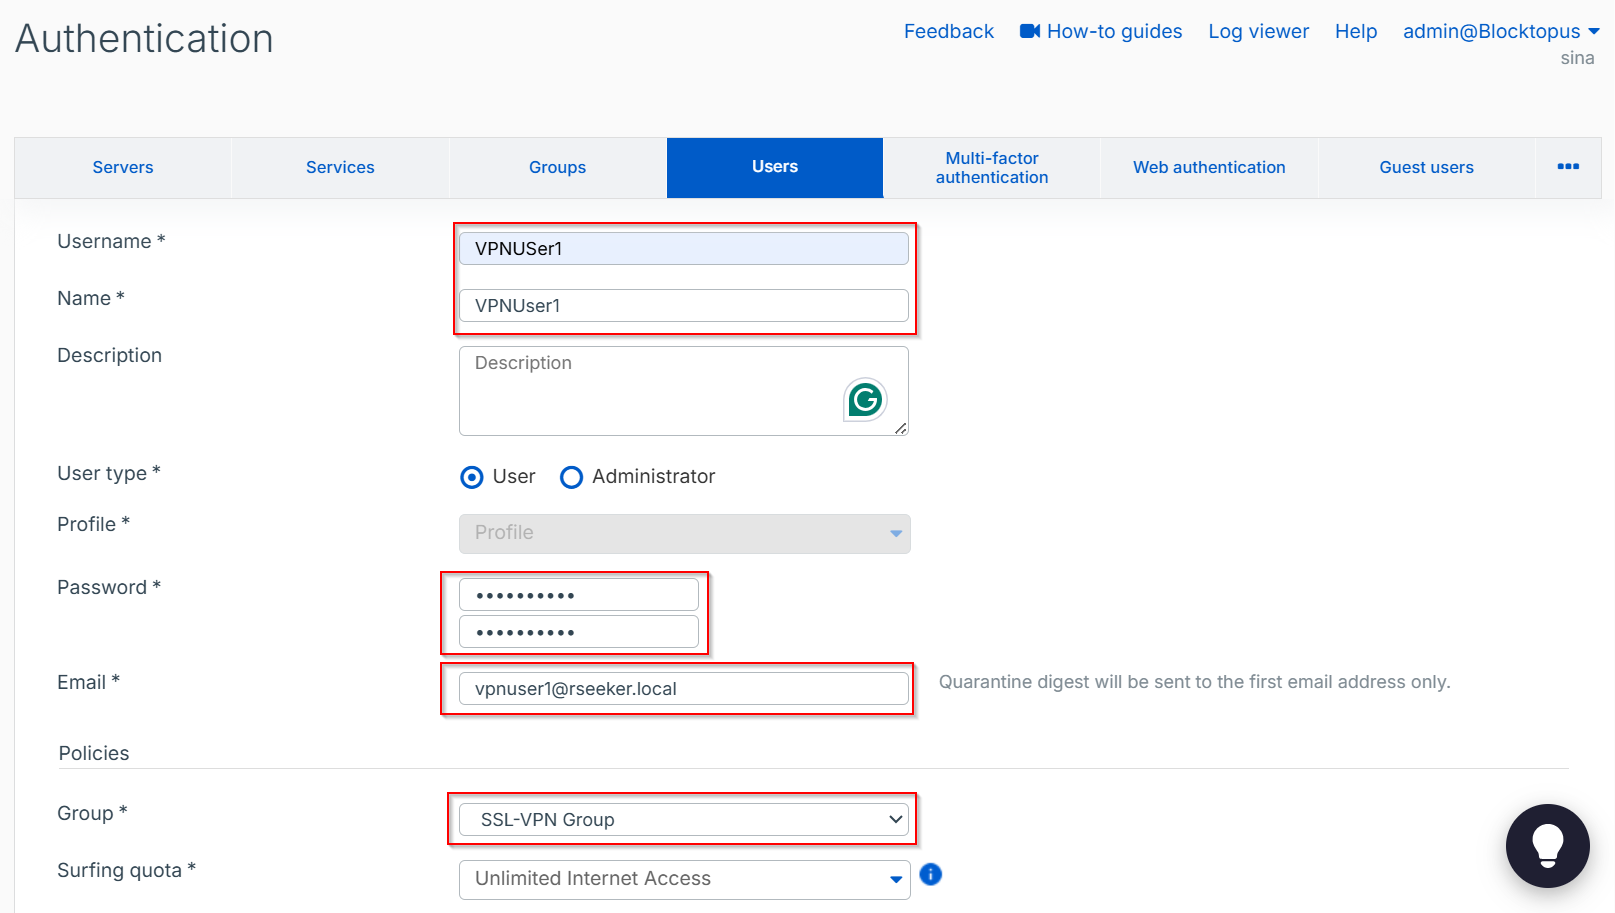 Authentication
Feedback How-to guides Log viewer Help admin@Blocktopus
sina
Servers Services Groups Users Multi-factor authentication Web authentication Guest users •••
Username * VPNUSer1
Name * VPNUser1
Description Description
User type * User Administrator
Profile * Profile
Password * ••••••••••
••••••••••
Email * vpnuser1@rseeker.local Quarantine digest will be sent to the first email address only.
Policies
Group * SSL-VPN Group
Surfing quota * Unlimited Internet Access